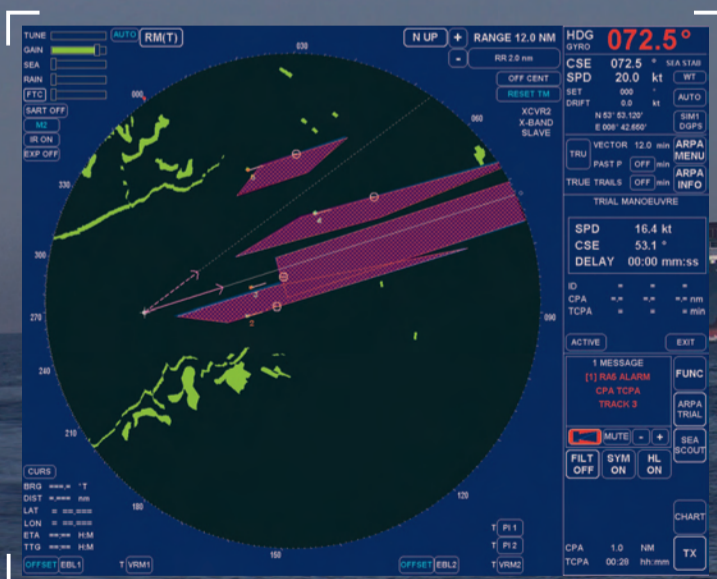 TUNE
GAIN
SEA
RAIN
FTC
SART OFF
M2
IR ON
EXP OFF
AUTO
RM(T)
N UP
+
RANGE 12.0 NM
-
RR 2.0 nm
OFF CENT
RESET TM
XCVR2
X-BAND
SLAVE
000
030
060
090
120
150
180
210
240
270
300
330
5
4
3
2
HDG
GYRO
072.5°
CSE 072.5 ° SEA STAB
SPD 20.0 kt WT
SET 000 °
DRIFT 0.0 kt
AUTO
N 53° 53.120'
E 008° 42.650'
SIM1
DGPS
TRU
VECTOR 12.0 min
PAST P OFF min
TRUE TRAILS OFF min
ARPA
MENU
ARPA
INFO
TRIAL MANOEUVRE
SPD 16.4 kt
CSE 53.1 °
DELAY 00:00 mm:ss
ID = = =
CPA =.= =.= nm
TCPA = = = min
ACTIVE
EXIT
1 MESSAGE
[1] RAS ALARM
CPA TCPA
TRACK 3
MUTE - +
FILT
OFF
SYM
ON
HL
ON
FUNC
ARPA
TRIAL
SEA
SCOUT
CHART
TX
CPA 1.0 NM
TCPA 00:28 hh:mm
CURS
BRG ---.- °T
DIST -.--- nm
LAT = ==.===
LON = ==.===
ETA --:-- H:M
TTG --:-- H:M
OFFSET EBL1
T VRM1
OFFSET EBL2
T PI 1
T PI 2
T VRM2